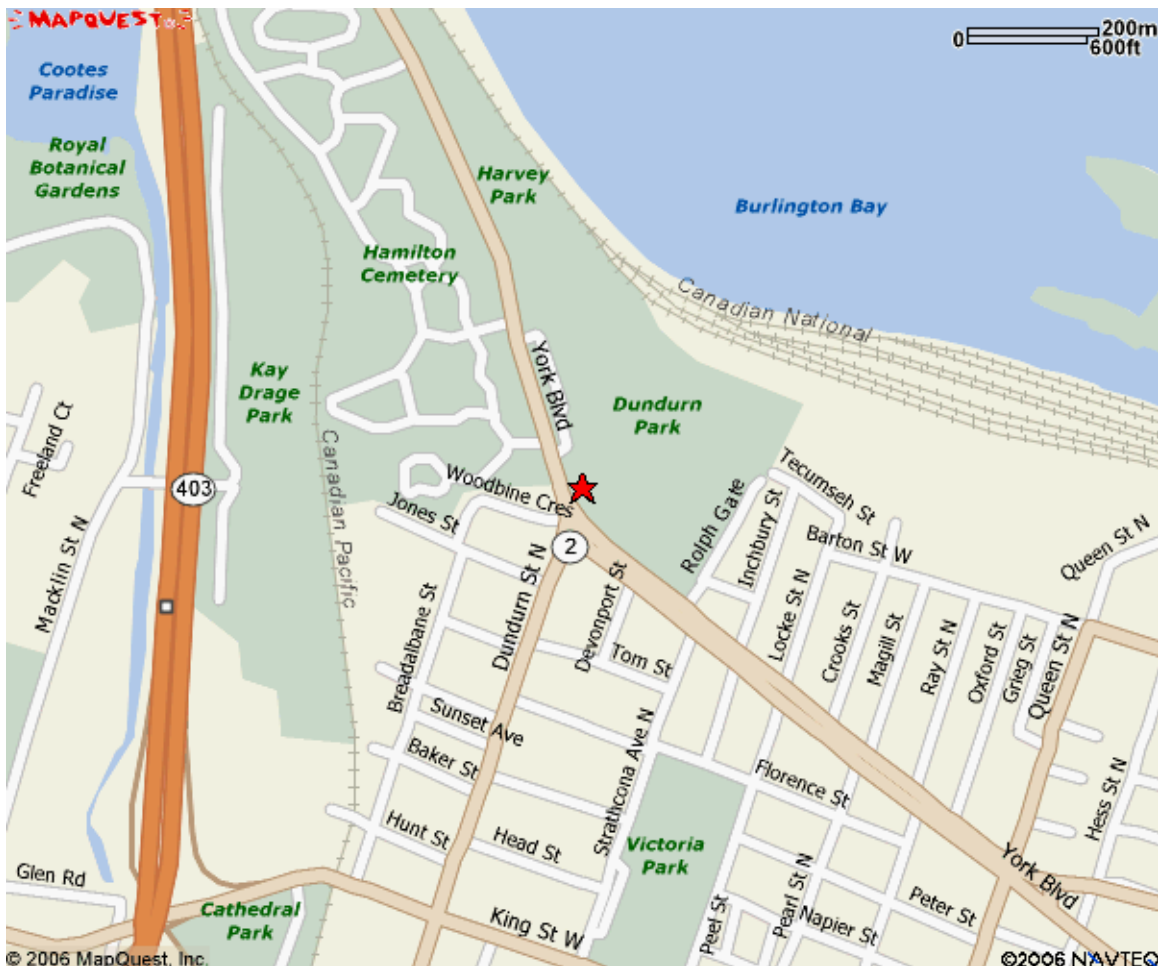 MAPQUEST
0 200m
600ft
Cootes
Paradise
Royal
Botanical
Gardens
Harvey
Park
Burlington Bay
Hamilton
Cemetery
Canadian National
York Blvd
Kay
Drage
Park
Dundurn
Park
Freeland Ct
Canadian Pacific
403
Woodbine Cres
Jones St
Tecumseh St
Rolph Gate
Inchbury St
Barton St W
Queen St N
2
Macklin St N
Dundurn St N
Devonport St
Breadalbane St
Locke St N
Crooks St
Magill St
Ray St N
Oxford St
Grieg St
Queen St N
Tom St
Sunset Ave
Baker St
Strathcona Ave N
Florence St
Hess St N
Hunt St
Head St
Victoria
Park
York Blvd
Glen Rd
Cathedral
Park
King St W
Peel St
Pearl St N
Napier St
Peter St
© 2006 MapQuest, Inc.
©2006 NAVTEQ